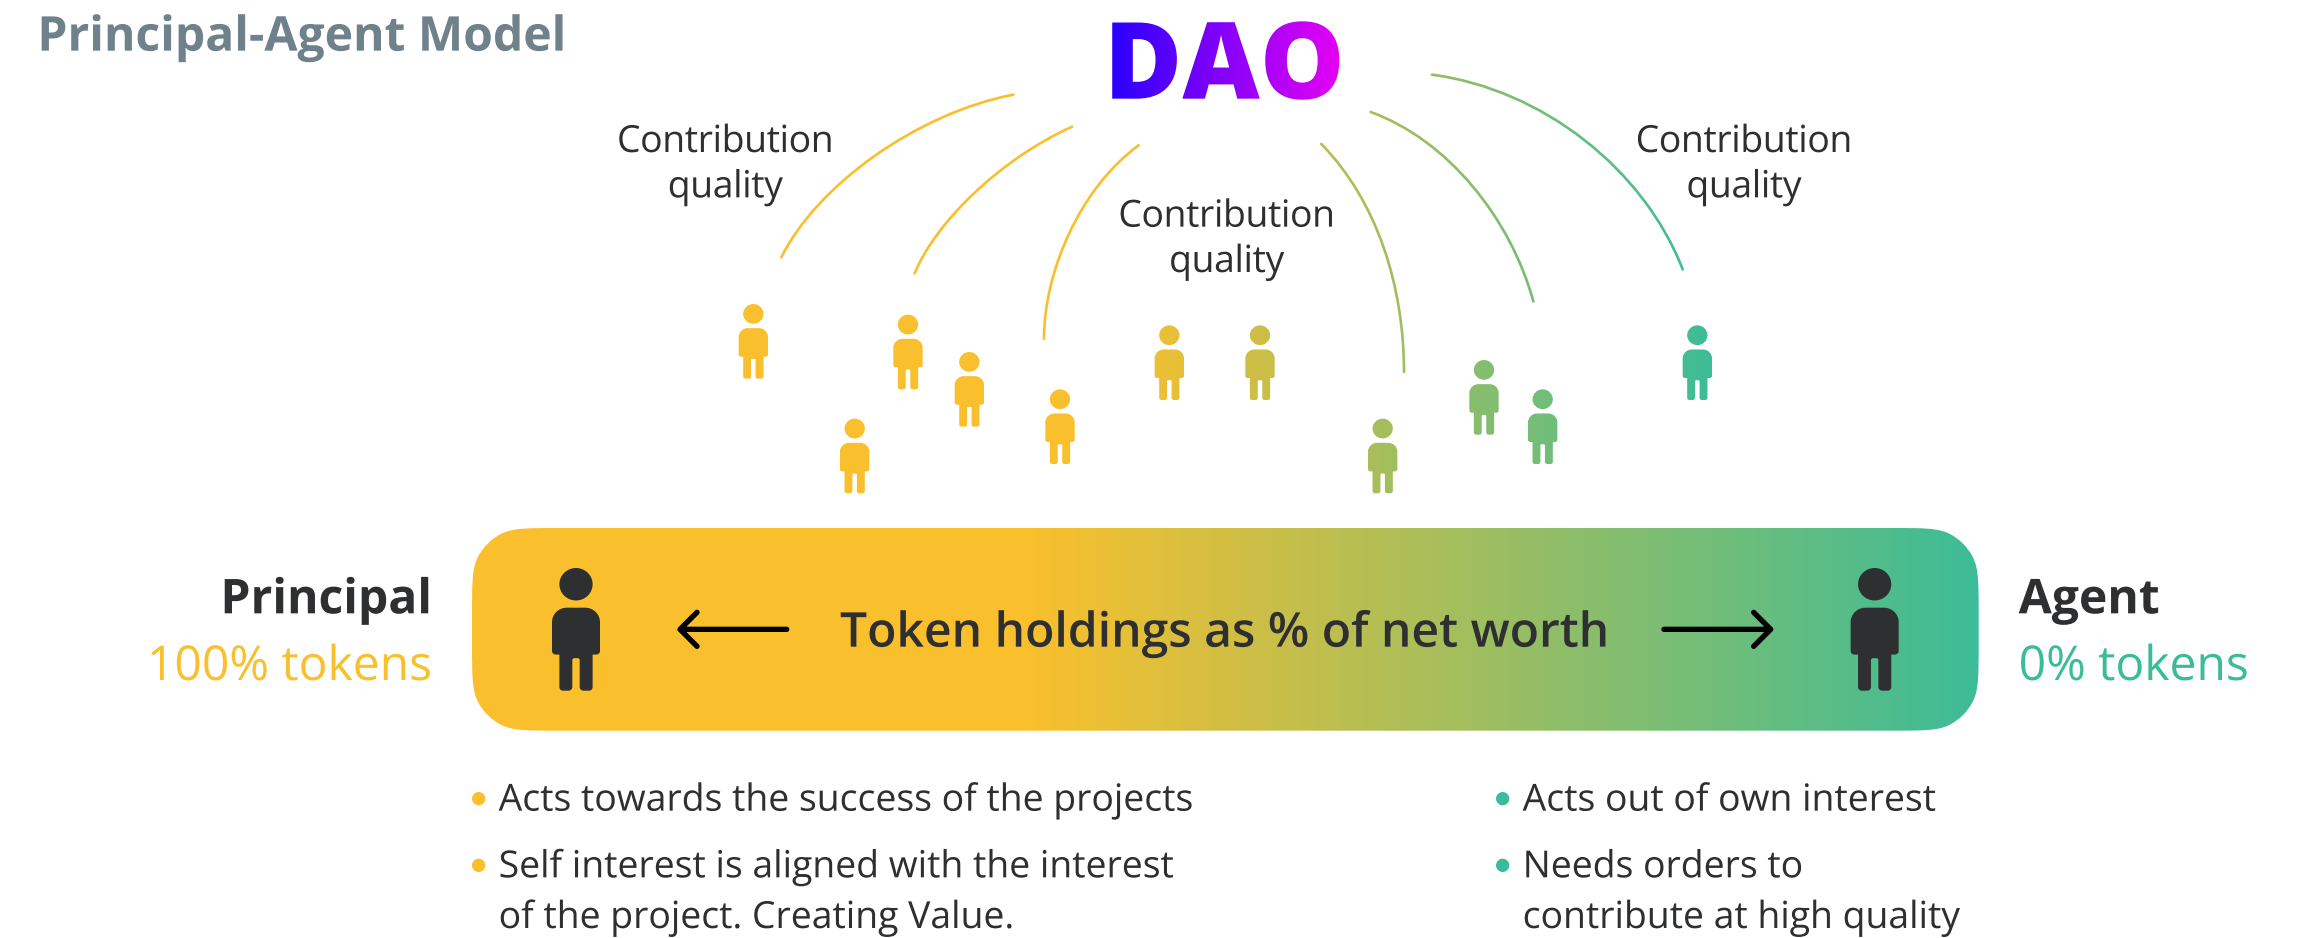 Principal-Agent Model
DAO
Contribution
quality
Contribution
quality
Contribution
quality
Principal
100% tokens
Token holdings as % of net worth
Agent
0% tokens
• Acts towards the success of the projects
• Self interest is aligned with the interest
of the project. Creating Value.
• Acts out of own interest
• Needs orders to
contribute at high quality